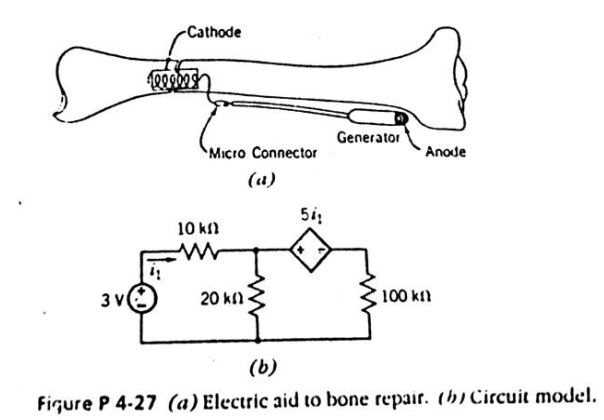 Cathode
Generator
Micro Connector
Anode
(a)
5i₁
10 kΩ
i₁
3 V
20 kΩ
100 kΩ
+
−
+ −
(b)
Figure P 4-27 (a) Electric aid to bone repair. (b) Circuit model.